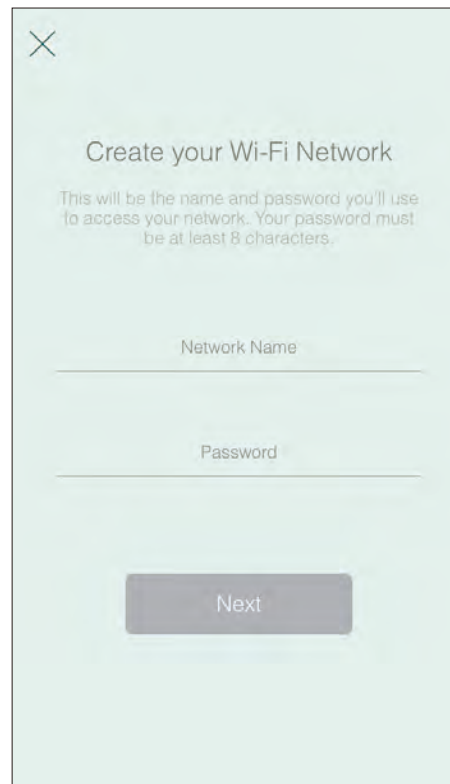 Create your Wi-Fi Network
This will be the name and password you'll use
to access your network. Your password must
be at least 8 characters.
Network Name
Password
Next